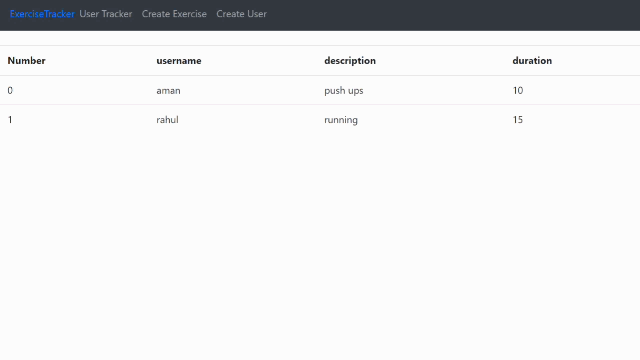 ExerciseTracker User Tracker Create Exercise Create User
Number username description duration
0 aman push ups 10
1 rahul running 15